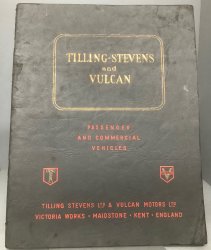 TILLING-STEVENS
and
VULCAN
PASSENGER
AND COMMERCIAL
VEHICLES
TILLING STEVENS LTD & VULCAN MOTORS LTD
VICTORIA WORKS - MAIDSTONE - KENT - ENGLAND